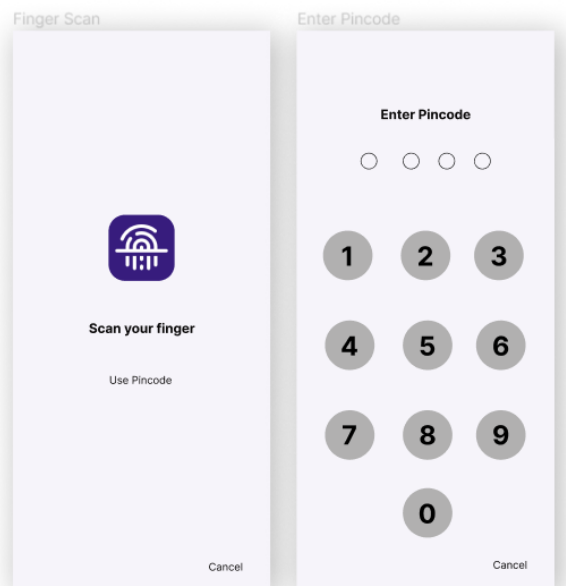 Finger Scan
Scan your finger
Use Pincode
Cancel
Enter Pincode
Enter Pincode
1 2 3
4 5 6
7 8 9
0
Cancel